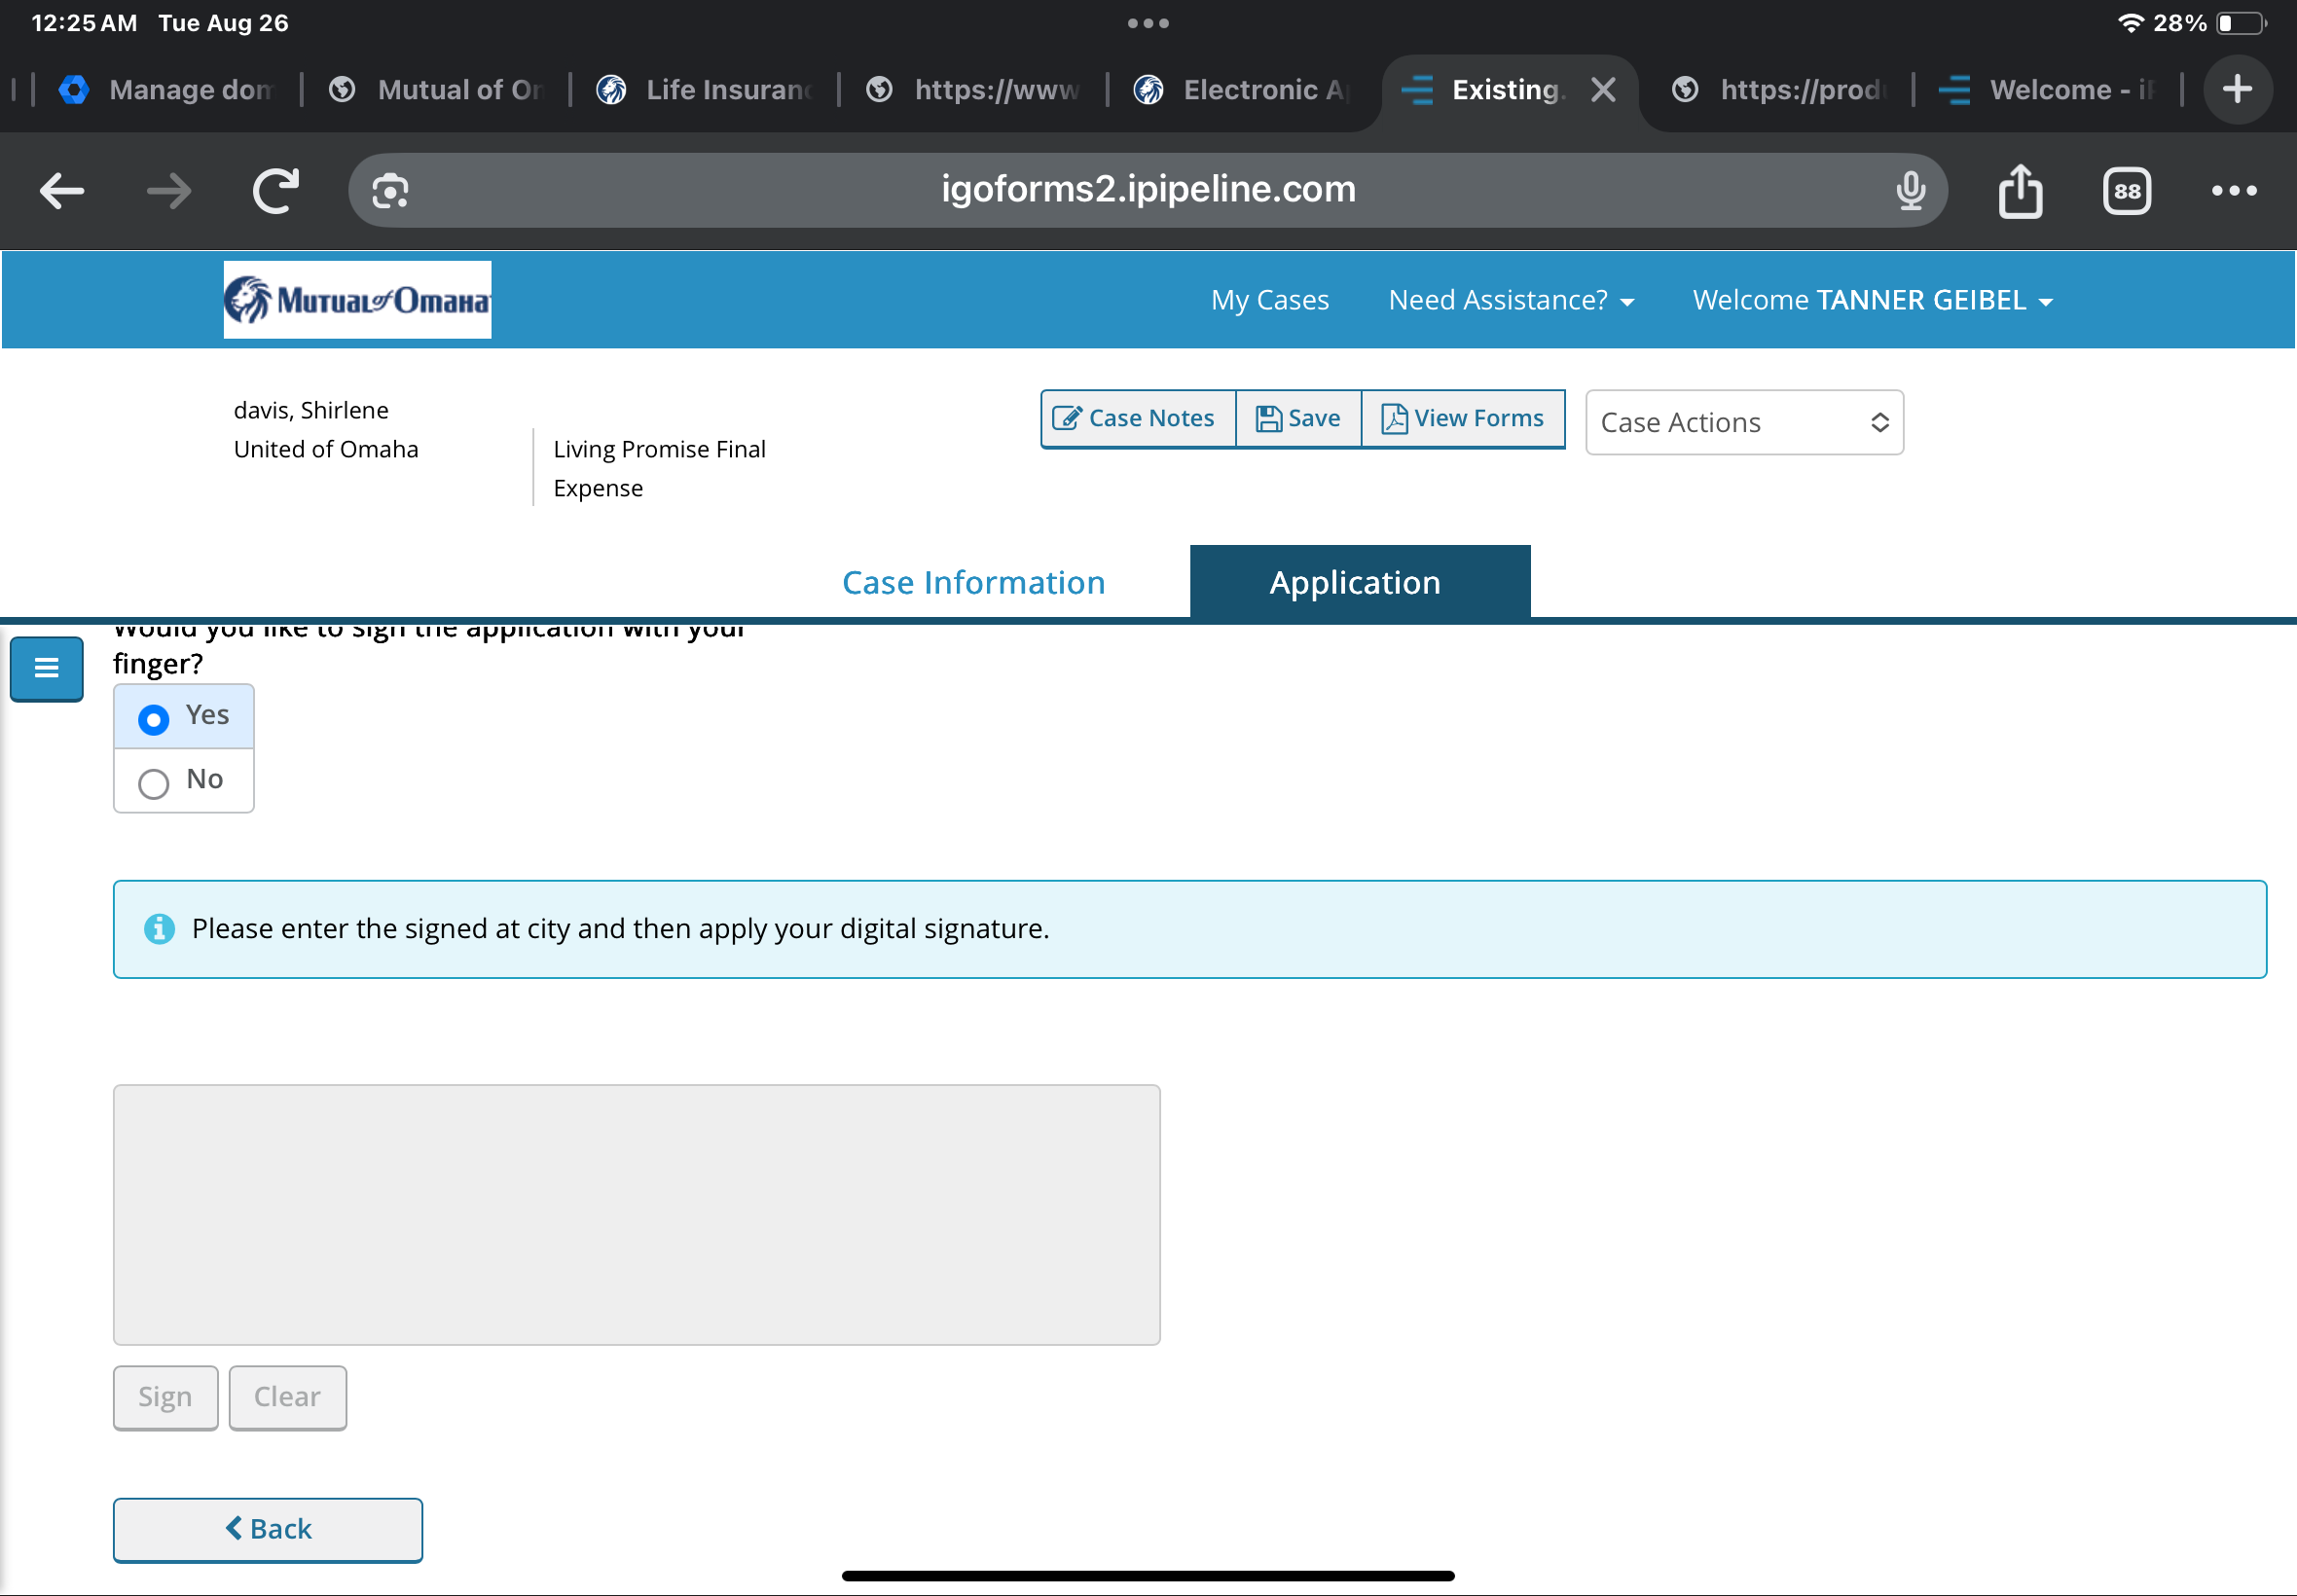 12:25 AM Tue Aug 26
28%
Manage dom
Mutual of Om
Life Insuranc
https://www
Electronic Ap
Existing.
https://prod
Welcome - iP
igoforms2.ipipeline.com
88
Mutual of Omaha
My Cases
Need Assistance?
Welcome TANNER GEIBEL
davis, Shirlene
United of Omaha
Living Promise Final
Expense
Case Notes
Save
View Forms
Case Actions
Case Information
Application
Would you like to sign the application with your
finger?
Yes
No
Please enter the signed at city and then apply your digital signature.
Sign
Clear
Back